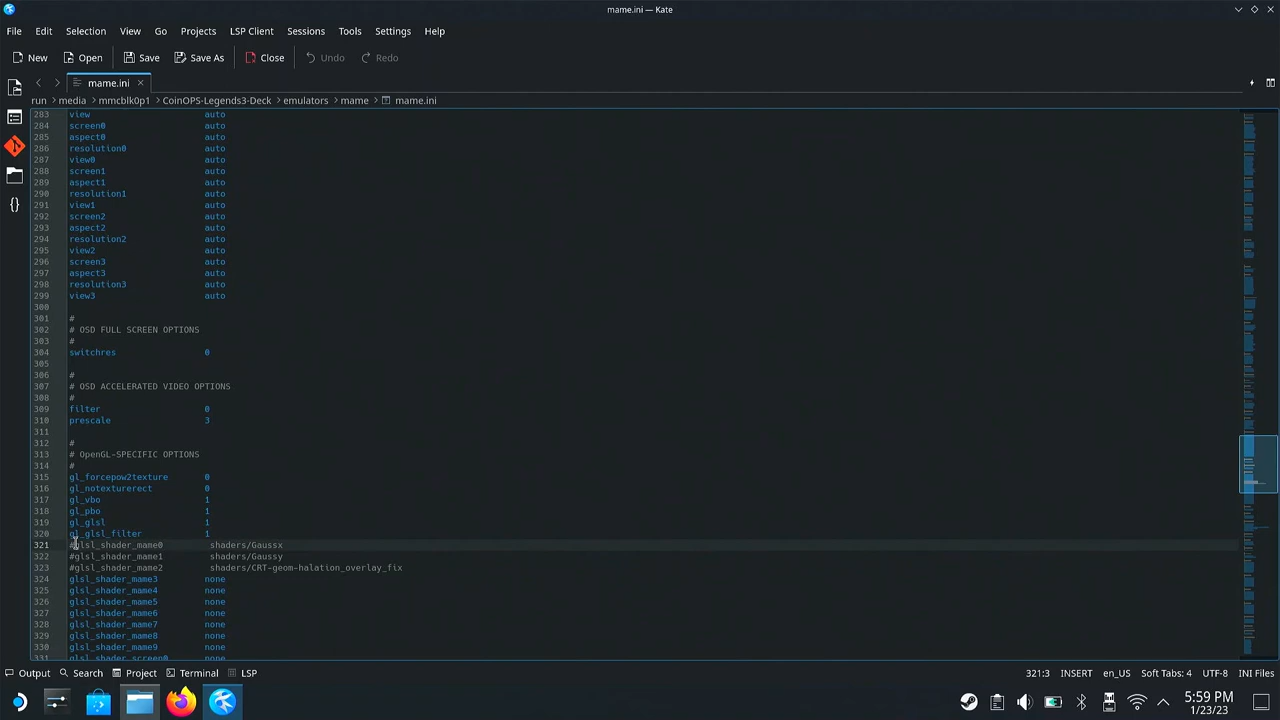 mame.ini — Kate
File Edit Selection View Go Projects LSP Client Sessions Tools Settings Help
New Open Save Save As Close Undo Redo
mame.ini
run media mmcblk0p1 CoinOPS-Legends3-Deck emulators mame mame.ini
283 view auto
284 screen0 auto
285 aspect0 auto
286 resolution0 auto
287 view0 auto
288 screen1 auto
289 aspect1 auto
290 resolution1 auto
291 view1 auto
292 screen2 auto
293 aspect2 auto
294 resolution2 auto
295 view2 auto
296 screen3 auto
297 aspect3 auto
298 resolution3 auto
299 view3 auto
300
301 #
302 # OSD FULL SCREEN OPTIONS
303 #
304 switchres 0
305
306 #
307 # OSD ACCELERATED VIDEO OPTIONS
308 #
309 filter 0
310 prescale 3
311
312 #
313 # OpenGL-SPECIFIC OPTIONS
314 #
315 gl_forcepow2texture 0
316 gl_notexturerect 0
317 gl_vbo 1
318 gl_pbo 1
319 gl_glsl 1
320 gl_glsl_filter 1
321 #glsl_shader_mame0 shaders/Gaussx
322 #glsl_shader_mame1 shaders/Gaussy
323 #glsl_shader_mame2 shaders/CRT-geom-halation_overlay_fix
324 glsl_shader_mame3 none
325 glsl_shader_mame4 none
326 glsl_shader_mame5 none
327 glsl_shader_mame6 none
328 glsl_shader_mame7 none
329 glsl_shader_mame8 none
330 glsl_shader_mame9 none
331 glsl_shader_screen0 none
Output Search Project Terminal LSP 321:3 INSERT en_US Soft Tabs: 4 UTF-8 INI Files
5:59 PM
1/23/23